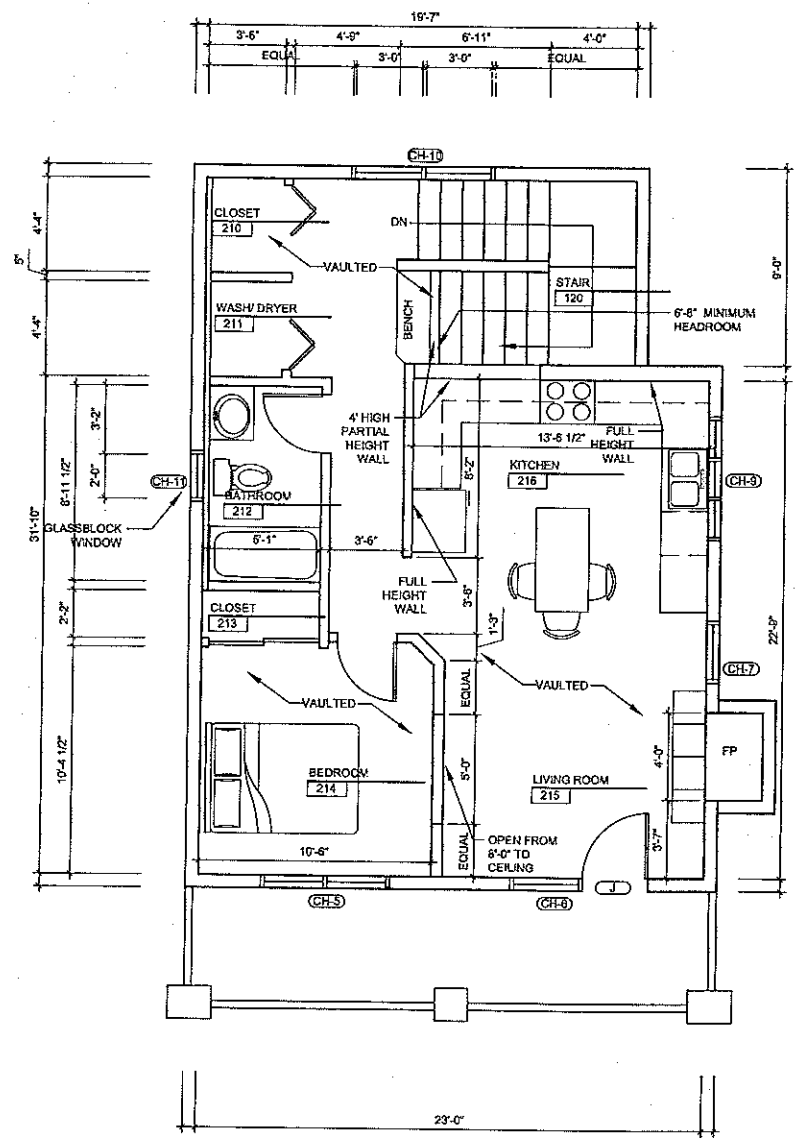 19'-7"
3'-6" 4'-9" 6'-11" 4'-0"
EQUAL 3'-0" 3'-0" EQUAL
CH-10
CLOSET
210
DN
4'-4"
VAULTED
5"
STAIR
120
9'-0"
WASH/ DRYER
211
BENCH
6'-8" MINIMUM
HEADROOM
4'-4"
4' HIGH
PARTIAL
HEIGHT
WALL
FULL
HEIGHT
WALL
13'-6 1/2"
3'-2"
8'-11 1/2"
2'-0"
8'-2"
KITCHEN
216
CH-9
CH-11
BATHROOM
212
GLASSBLOCK
WINDOW
31'-10"
5'-1"
3'-6"
FULL
HEIGHT
WALL
3'-6"
1'-3"
2'-2"
CLOSET
213
22'-9"
CH-7
EQUAL
VAULTED
VAULTED
10'-4 1/2"
BEDROOM
214
5'-0"
LIVING ROOM
215
4'-0"
FP
10'-6"
EQUAL
OPEN FROM
8'-0" TO
CEILING
3'-7"
CH-5
CH-6
J
23'-0"